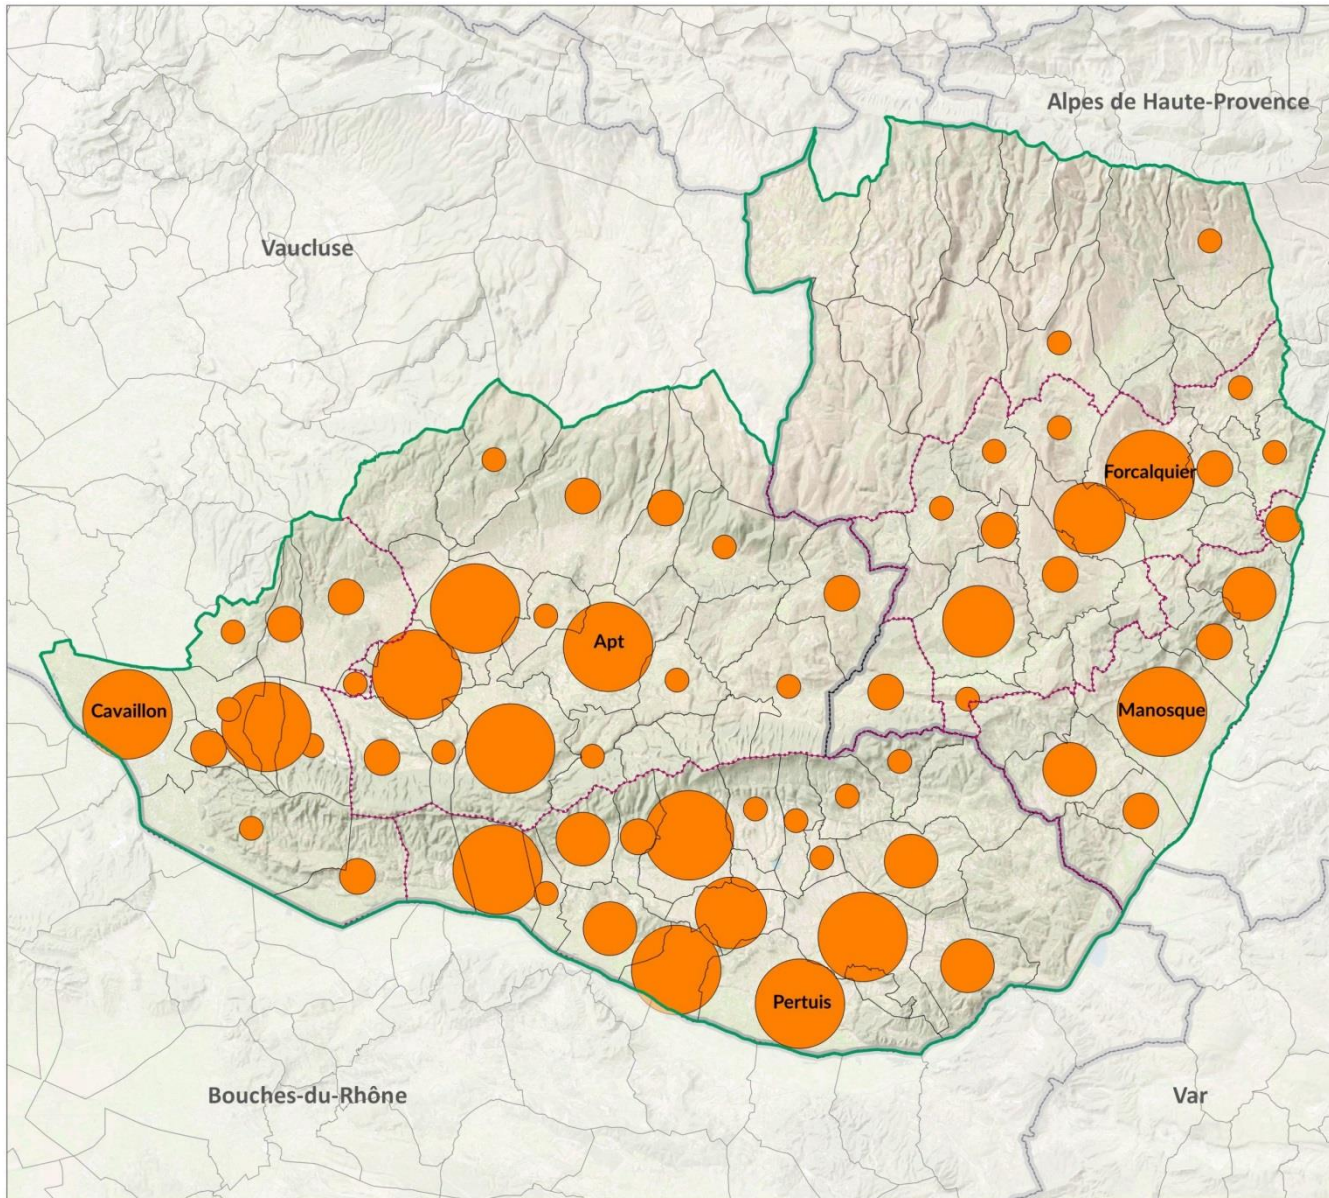 Alpes de Haute-Provence
Vaucluse
Forcalquier
Apt
Cavaillon
Manosque
Pertuis
Bouches-du-Rhône
Var